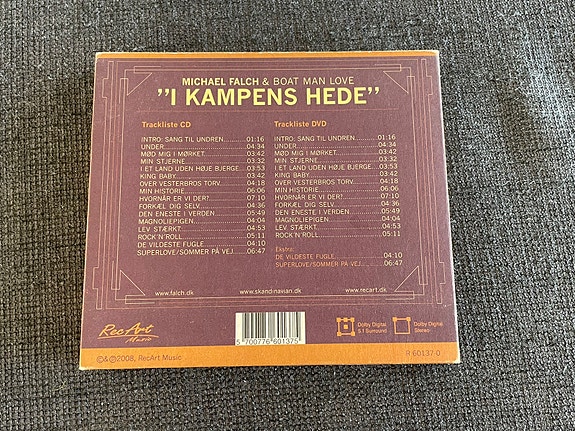 MICHAEL FALCH & BOAT MAN LOVE
"I KAMPENS HEDE"
Trackliste CD
INTRO: SANG TIL UNDREN..........01:16
UNDER..........04:34
MØD MIG I MØRKET..........03:42
MIN STJERNE..........03:32
I ET LAND UDEN HØJE BJERGE..........03:53
KING BABY..........03:42
OVER VESTERBROS TORV..........04:18
MIN HISTORIE..........06:06
HVORNÅR ER VI DER?..........07:10
FORKÆL DIG SELV..........04:36
DEN ENESTE I VERDEN..........05:49
MAGNOLIEPIGEN..........04:04
LEV STÆRKT..........04:53
ROCK'N'ROLL..........05:11
DE VILDESTE FUGLE..........04:10
SUPERLOVE/SOMMER PÅ VEJ..........06:47
Trackliste DVD
INTRO: SANG TIL UNDREN..........01:16
UNDER..........04:34
MØD MIG I MØRKET..........03:42
MIN STJERNE..........03:32
I ET LAND UDEN HØJE BJERGE..........03:53
KING BABY..........03:42
OVER VESTERBROS TORV..........04:18
MIN HISTORIE..........06:06
HVORNÅR ER VI DER?..........07:10
FORKÆL DIG SELV..........04:36
DEN ENESTE I VERDEN..........05:49
MAGNOLIEPIGEN..........04:04
LEV STÆRKT..........04:53
ROCK'N'ROLL..........05:11
Ekstra:
DE VILDESTE FUGLE..........04:10
SUPERLOVE/SOMMER PÅ VEJ..........06:47
www.falch.dk
www.skandinavian.dk
www.recart.dk
RecArt
Music
5 700776 601375
Dolby Digital
5.1 Surround
Dolby Digital
Stereo
©&℗2008, RecArt Music
R 60137-0